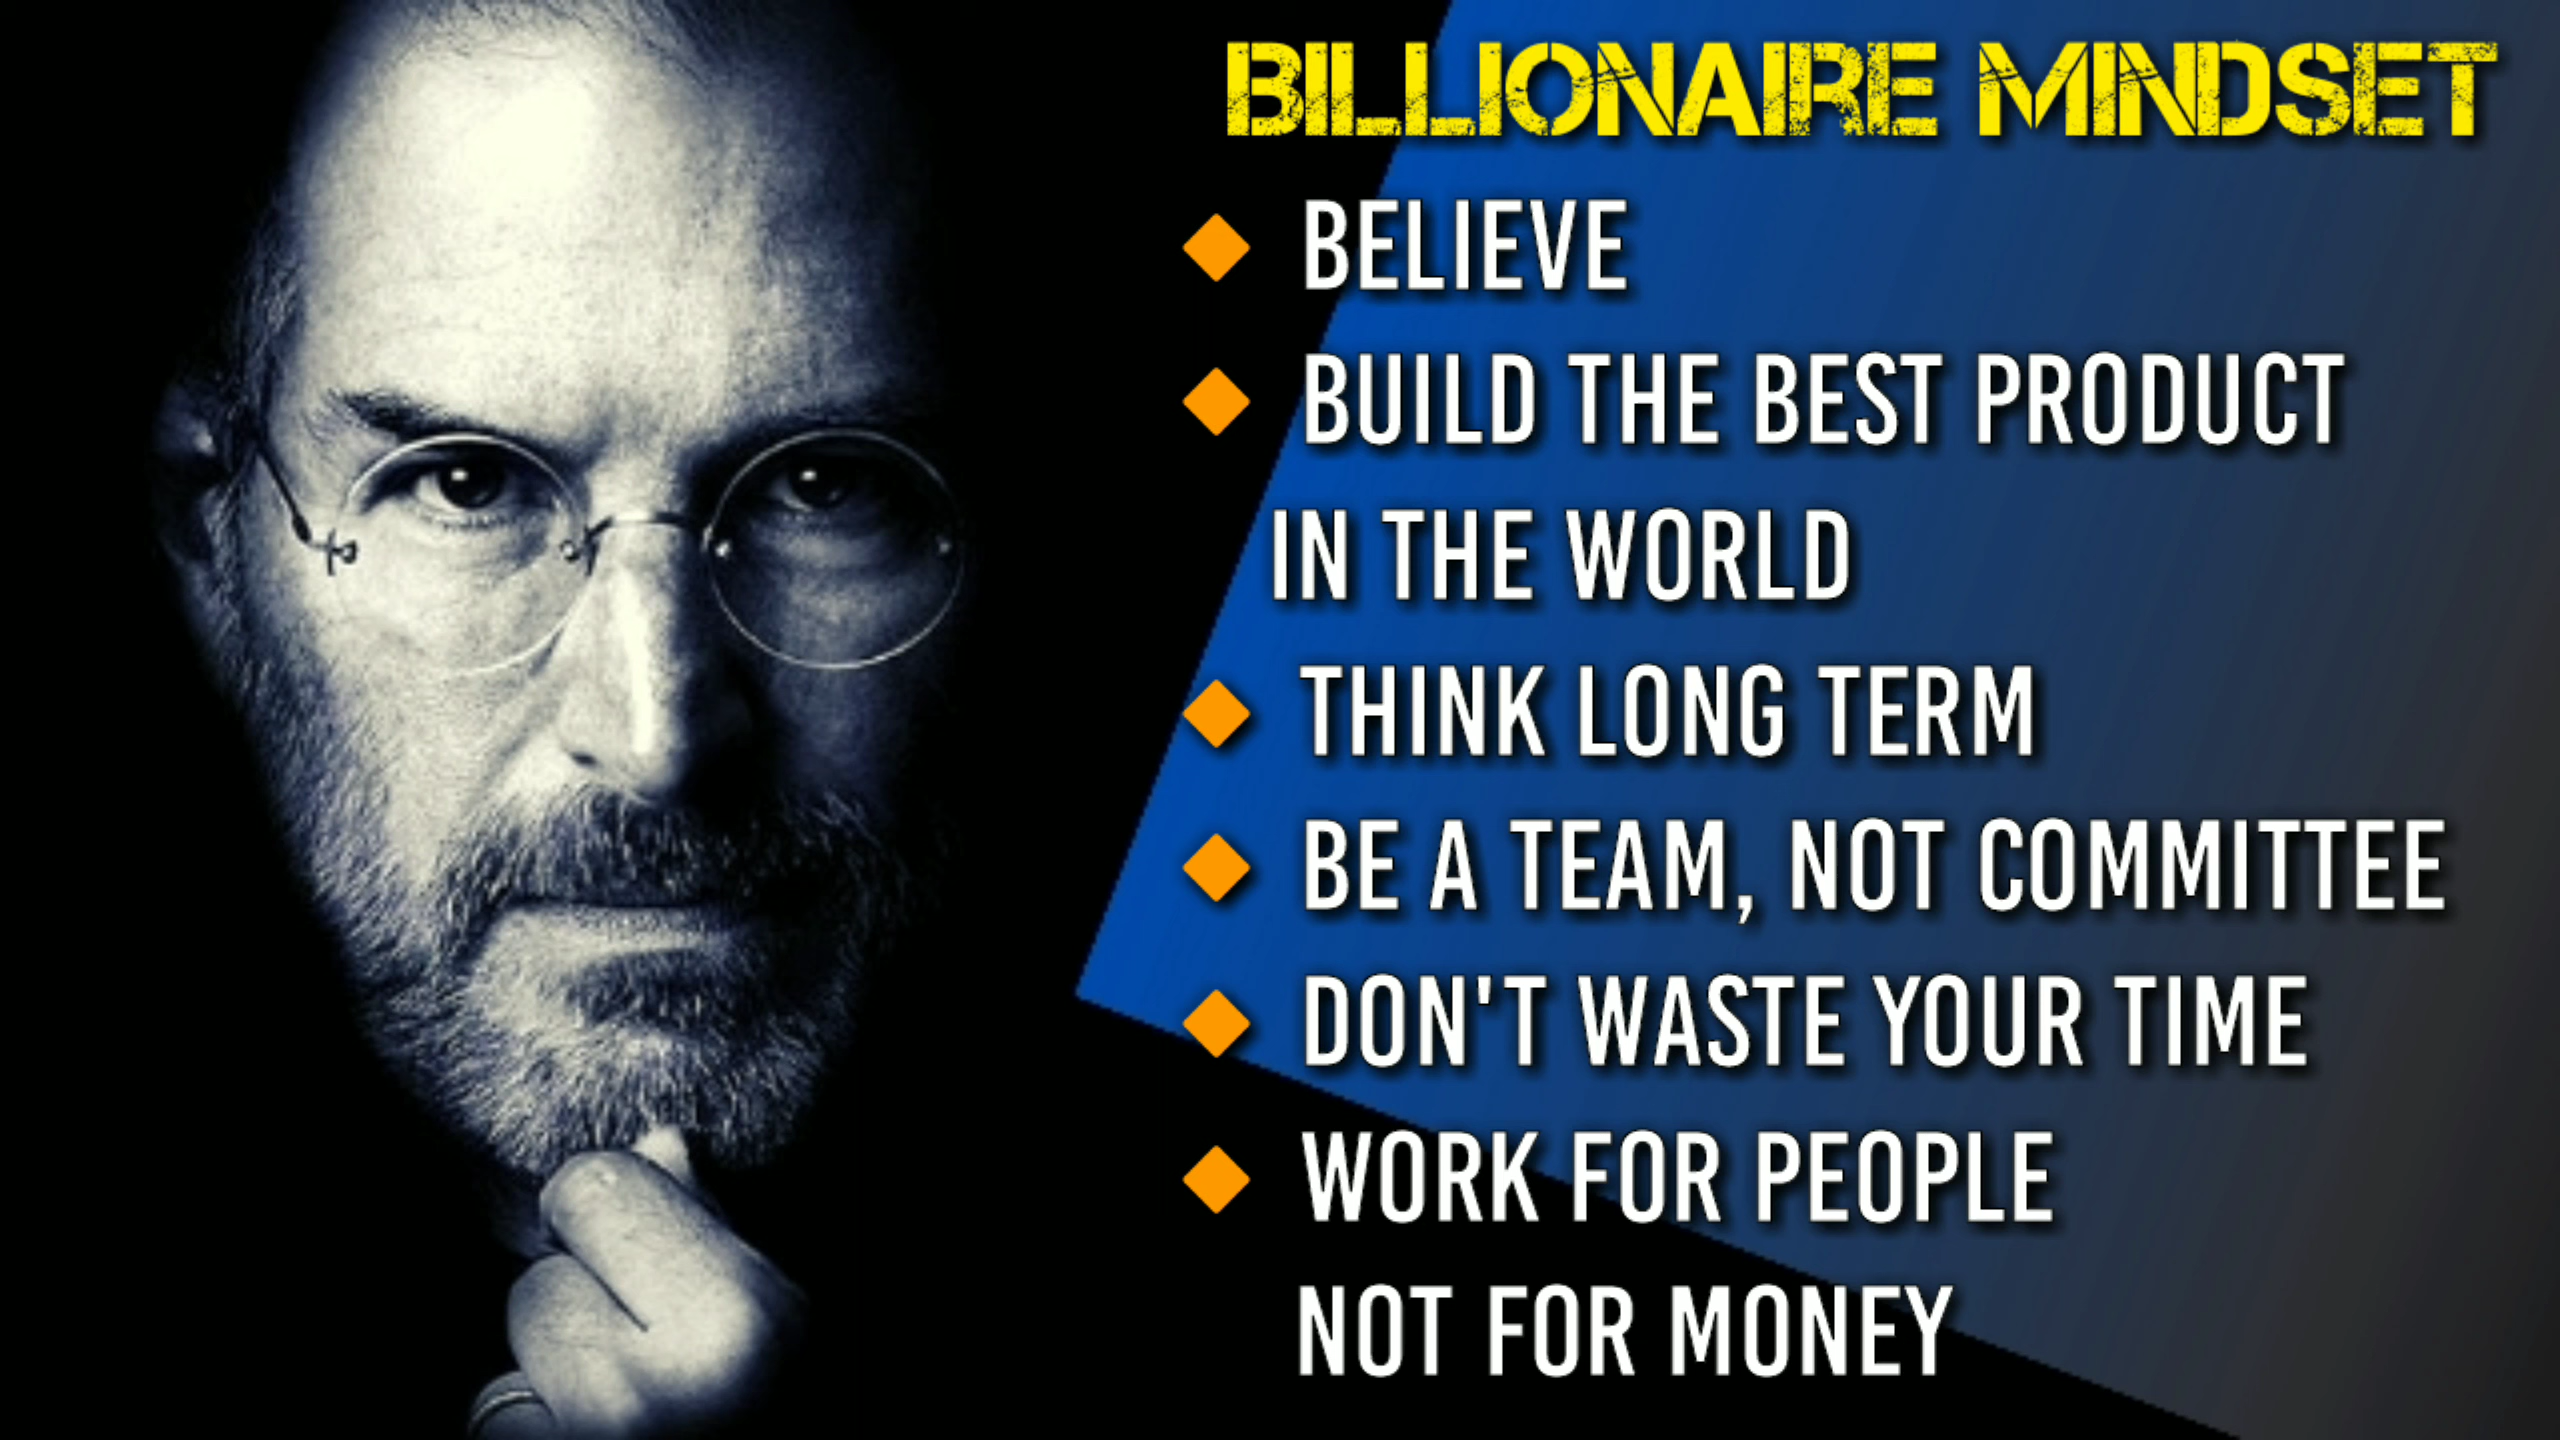 BILLIONAIRE MINDSET
BELIEVE
BUILD THE BEST PRODUCT
IN THE WORLD
THINK LONG TERM
BE A TEAM, NOT COMMITTEE
DON'T WASTE YOUR TIME
WORK FOR PEOPLE
NOT FOR MONEY